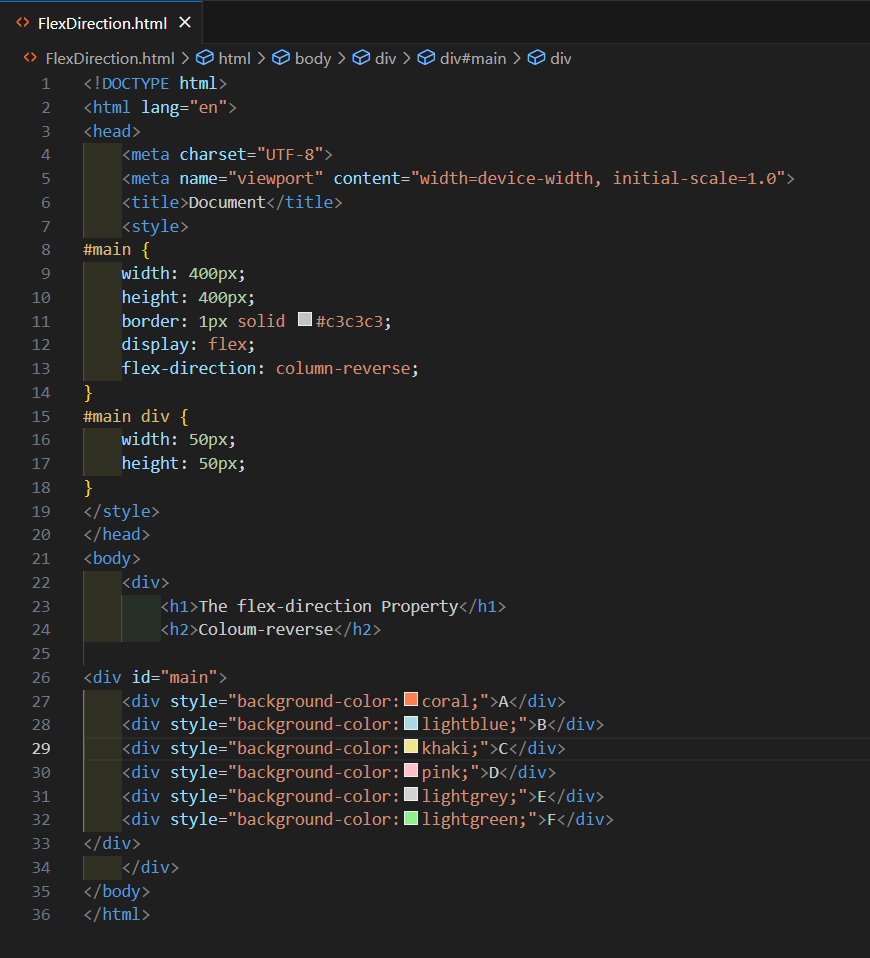 FlexDirection.html
FlexDirection.html > html > body > div > div#main > div
1 <!DOCTYPE html>
2 <html lang="en">
3 <head>
4     <meta charset="UTF-8">
5     <meta name="viewport" content="width=device-width, initial-scale=1.0">
6     <title>Document</title>
7     <style>
8 #main {
9     width: 400px;
10     height: 400px;
11     border: 1px solid #c3c3c3;
12     display: flex;
13     flex-direction: column-reverse;
14 }
15 #main div {
16     width: 50px;
17     height: 50px;
18 }
19 </style>
20 </head>
21 <body>
22     <div>
23         <h1>The flex-direction Property</h1>
24         <h2>Coloum-reverse</h2>
25
26 <div id="main">
27     <div style="background-color:coral;">A</div>
28     <div style="background-color:lightblue;">B</div>
29     <div style="background-color:khaki;">C</div>
30     <div style="background-color:pink;">D</div>
31     <div style="background-color:lightgrey;">E</div>
32     <div style="background-color:lightgreen;">F</div>
33 </div>
34     </div>
35 </body>
36 </html>